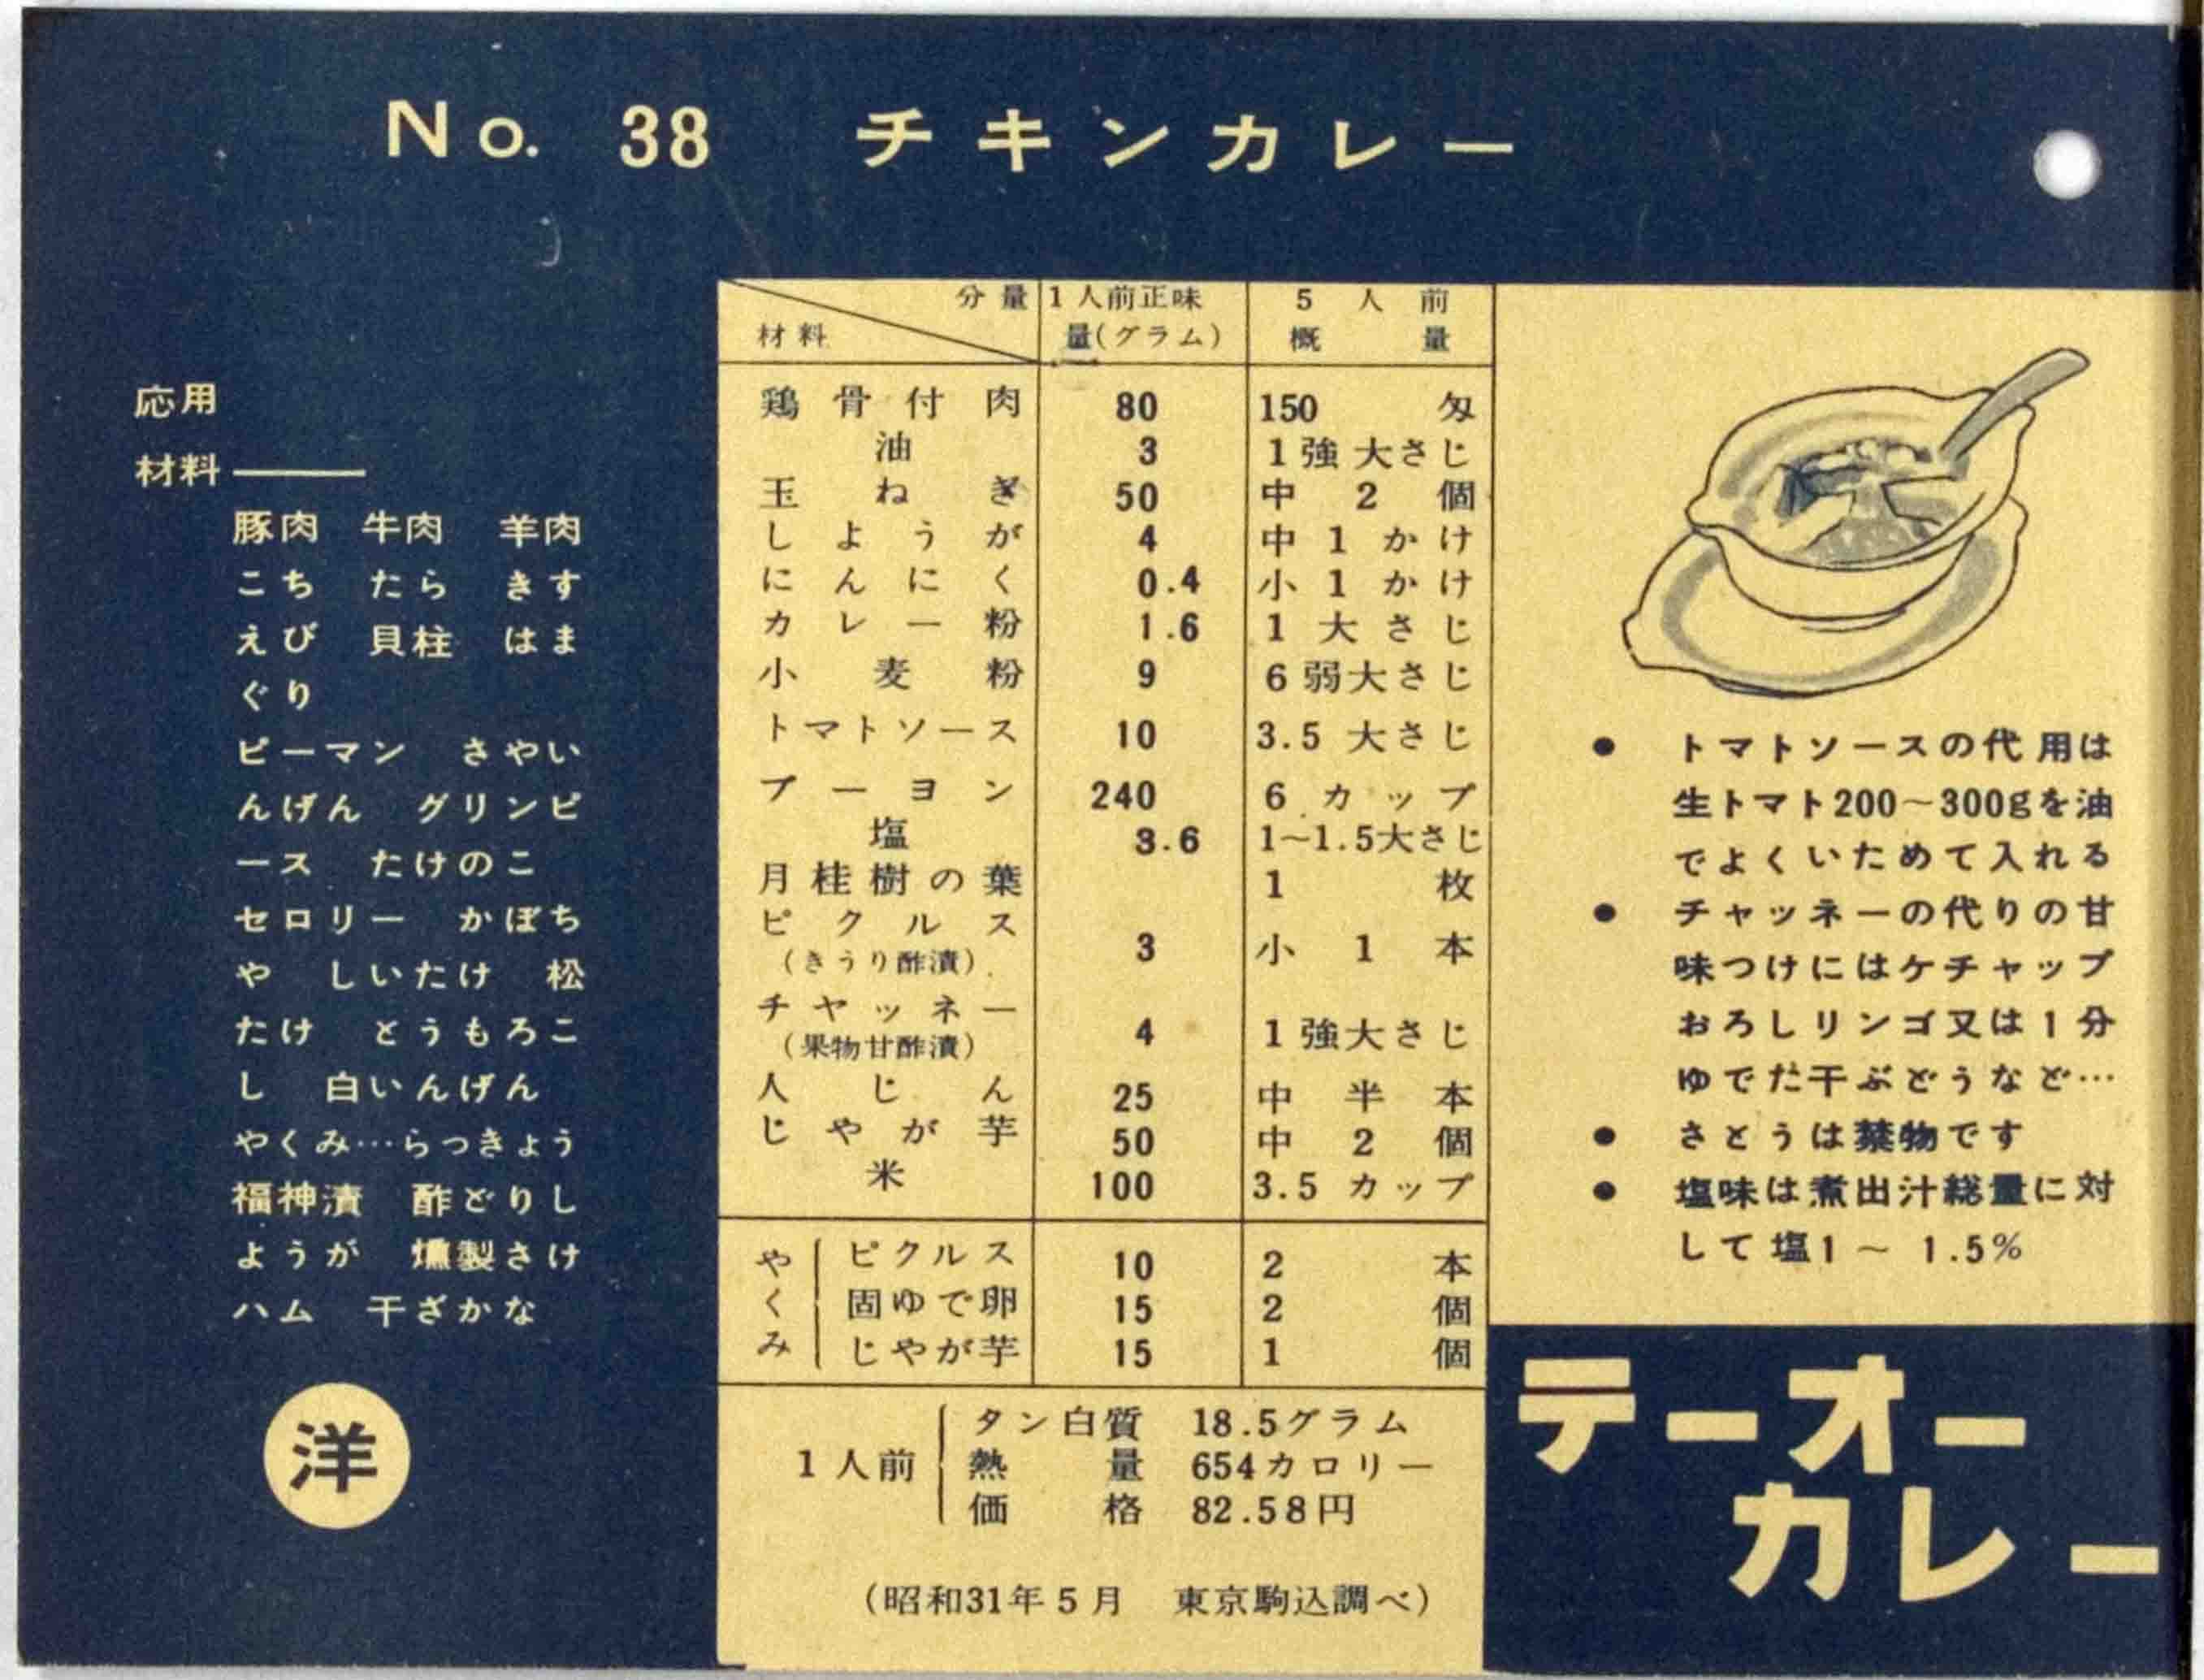 No. 38 チキンカレー
応用
材料――
豚肉 牛肉 羊肉
こち たら きす
えび 貝柱 はま
ぐり
ピーマン さやい
んげん グリンピ
ース たけのこ
セロリー かぼち
や しいたけ 松
たけ とうもろこ
し 白いんげん
やくみ…らっきょう
福神漬 酢どりし
ようが 燻製さけ
ハム 干ざかな
洋
分量 1人前正味 5人前
材料 量(グラム) 概量
鶏骨付肉 80 150匁
油 3 1強大さじ
玉ねぎ 50 中2個
しようが 4 中1かけ
にんにく 0.4 小1かけ
カレー粉 1.6 1大さじ
小麦粉 9 6弱大さじ
トマトソース 10 3.5大さじ
ブーヨン 240 6カップ
塩 3.6 1~1.5大さじ
月桂樹の葉 1枚
ピクルス
(きうり酢漬) 3 小1本
チヤッネー
(果物甘酢漬) 4 1強大さじ
人じん 25 中半本
じやが芋 50 中2個
米 100 3.5カップ
やくみ
ピクルス 10 2本
固ゆで卵 15 2個
じやが芋 15 1個
1人前
タン白質 18.5グラム
熱量 654カロリー
価格 82.58円
(昭和31年5月 東京駒込調べ)
● トマトソースの代用は
生トマト200~300gを油
でよくいためて入れる
● チャッネーの代りの甘
味つけにはケチャップ
おろしリンゴ又は1分
ゆでだ干ぶどうなど…
● さとうは禁物です
● 塩味は煮出汁総量に対
して塩1~1.5%
テーオー
カレー